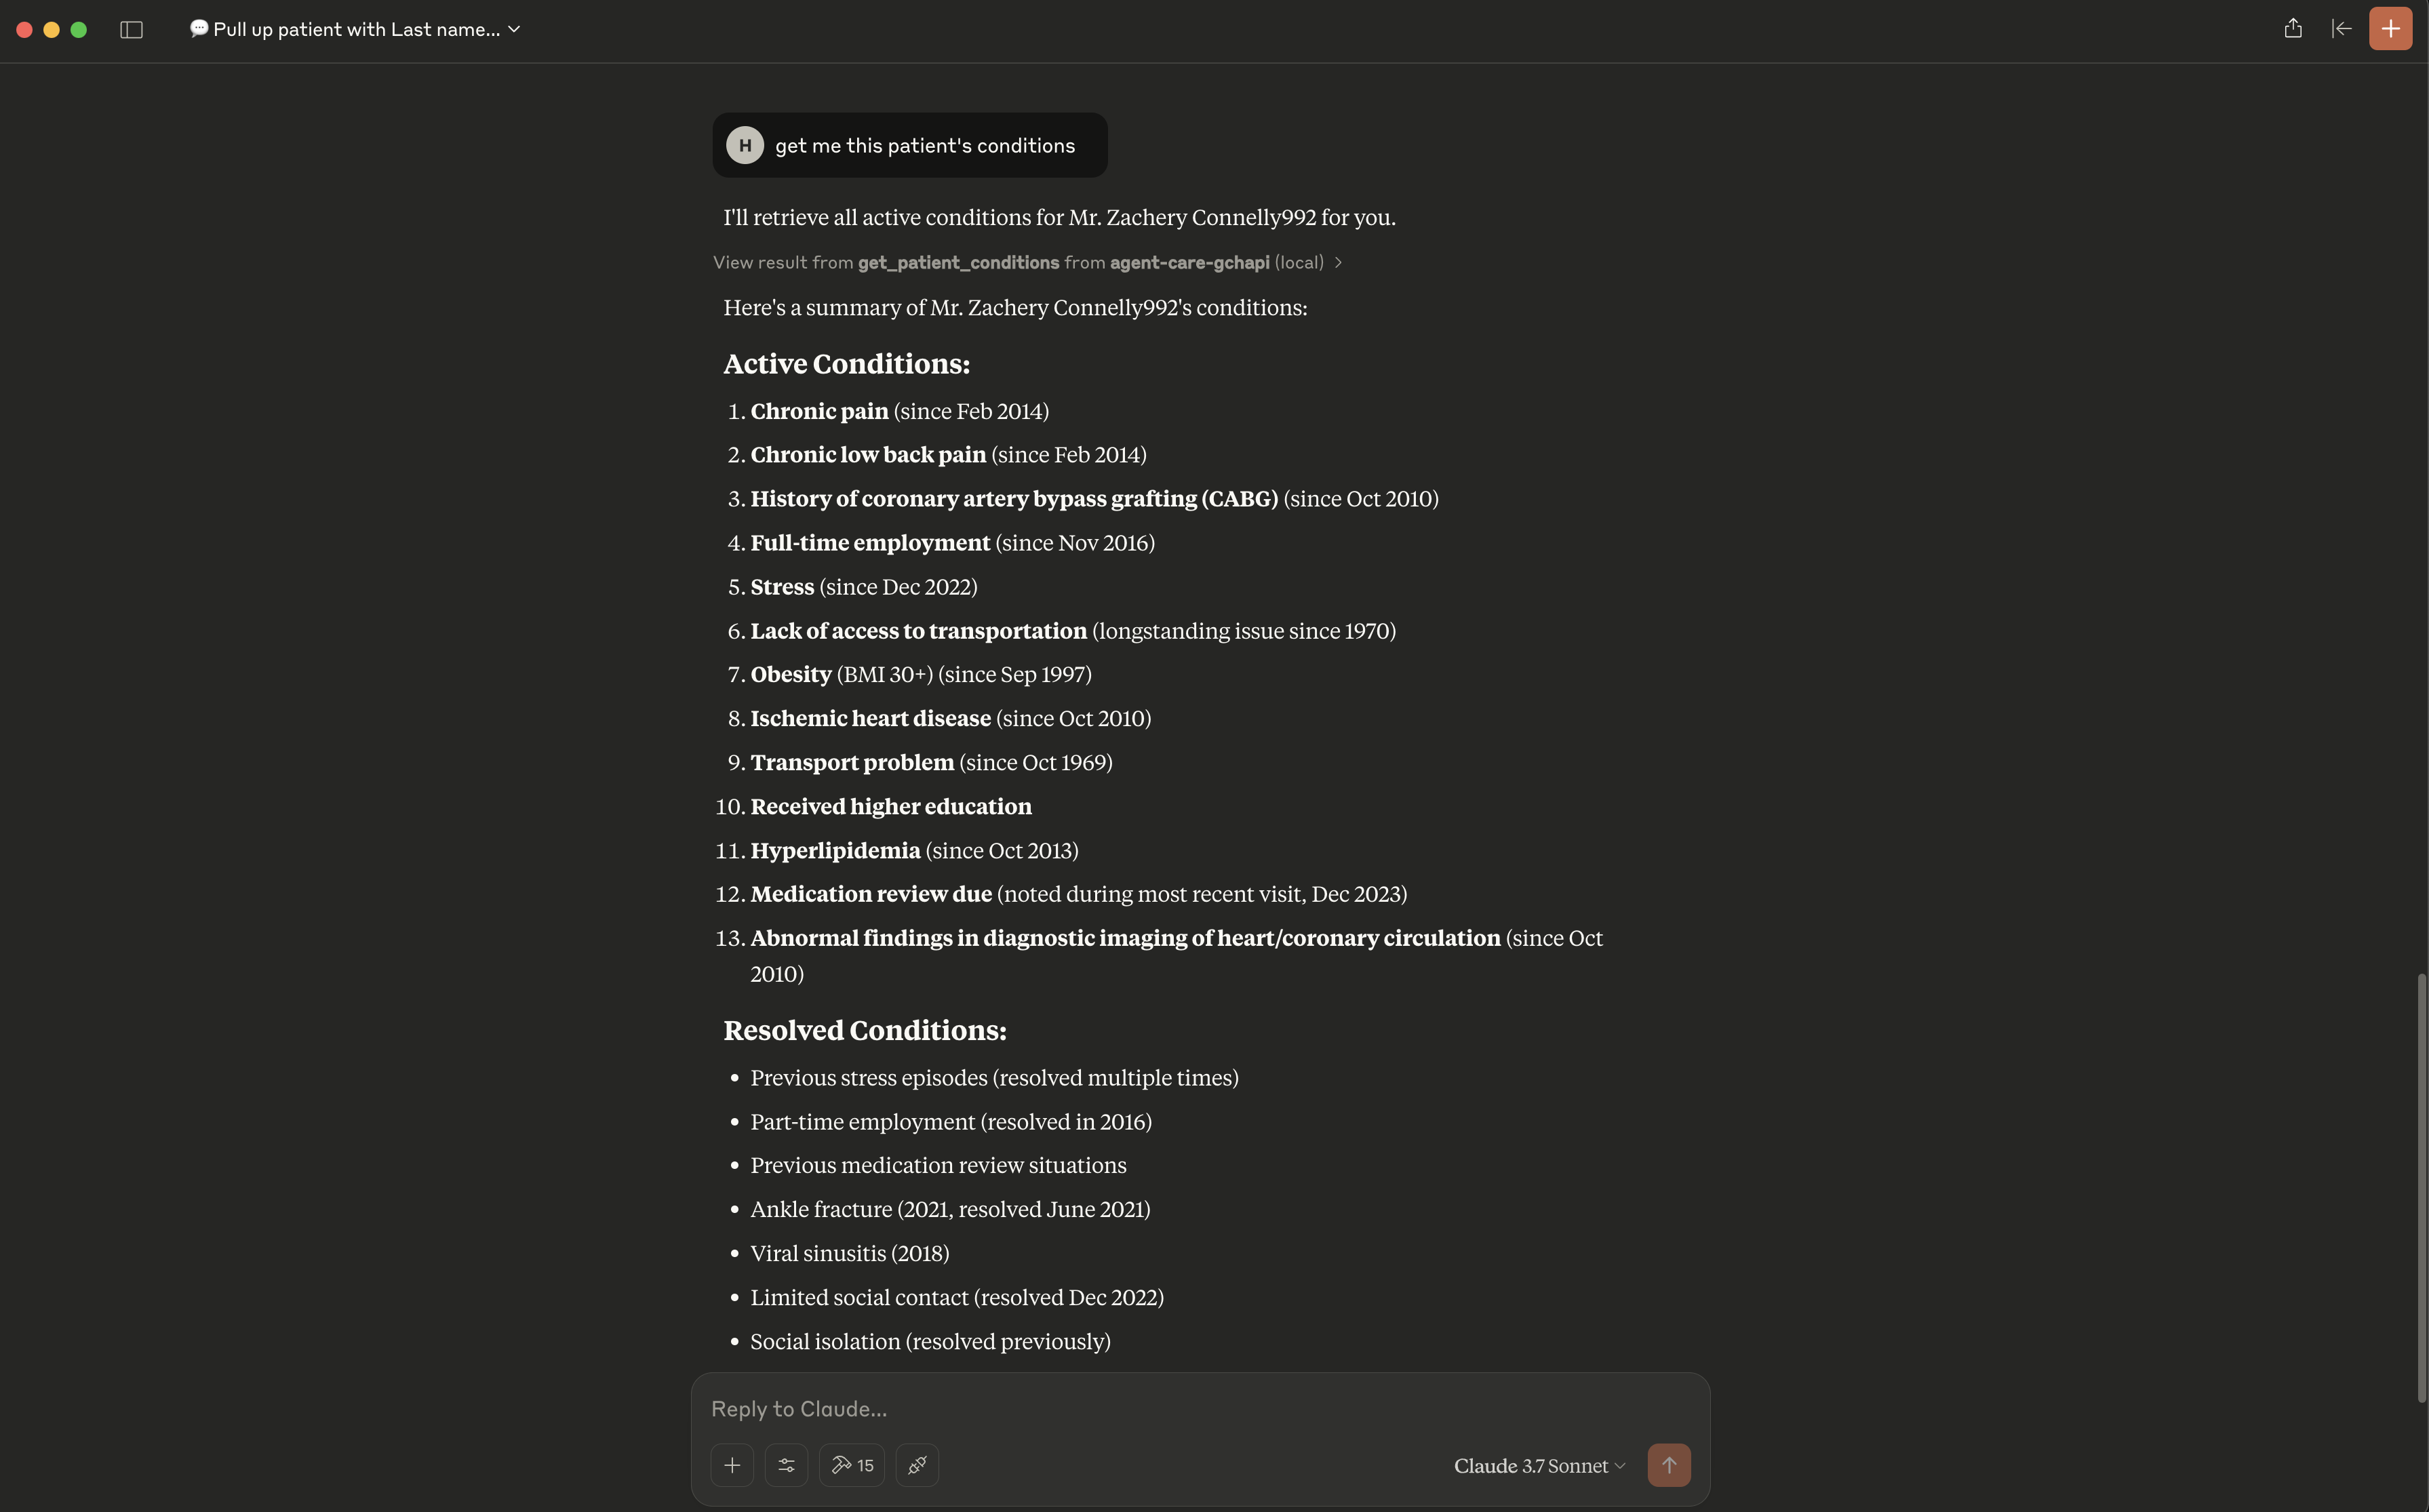 💬 Pull up patient with Last name...
H get me this patient's conditions
I'll retrieve all active conditions for Mr. Zachery Connelly992 for you.
View result from get_patient_conditions from agent-care-gchapi (local)
Here's a summary of Mr. Zachery Connelly992's conditions:
Active Conditions:
1. Chronic pain (since Feb 2014)
2. Chronic low back pain (since Feb 2014)
3. History of coronary artery bypass grafting (CABG) (since Oct 2010)
4. Full-time employment (since Nov 2016)
5. Stress (since Dec 2022)
6. Lack of access to transportation (longstanding issue since 1970)
7. Obesity (BMI 30+) (since Sep 1997)
8. Ischemic heart disease (since Oct 2010)
9. Transport problem (since Oct 1969)
10. Received higher education
11. Hyperlipidemia (since Oct 2013)
12. Medication review due (noted during most recent visit, Dec 2023)
13. Abnormal findings in diagnostic imaging of heart/coronary circulation (since Oct
2010)
Resolved Conditions:
• Previous stress episodes (resolved multiple times)
• Part-time employment (resolved in 2016)
• Previous medication review situations
• Ankle fracture (2021, resolved June 2021)
• Viral sinusitis (2018)
• Limited social contact (resolved Dec 2022)
• Social isolation (resolved previously)
Reply to Claude...
15
Claude 3.7 Sonnet